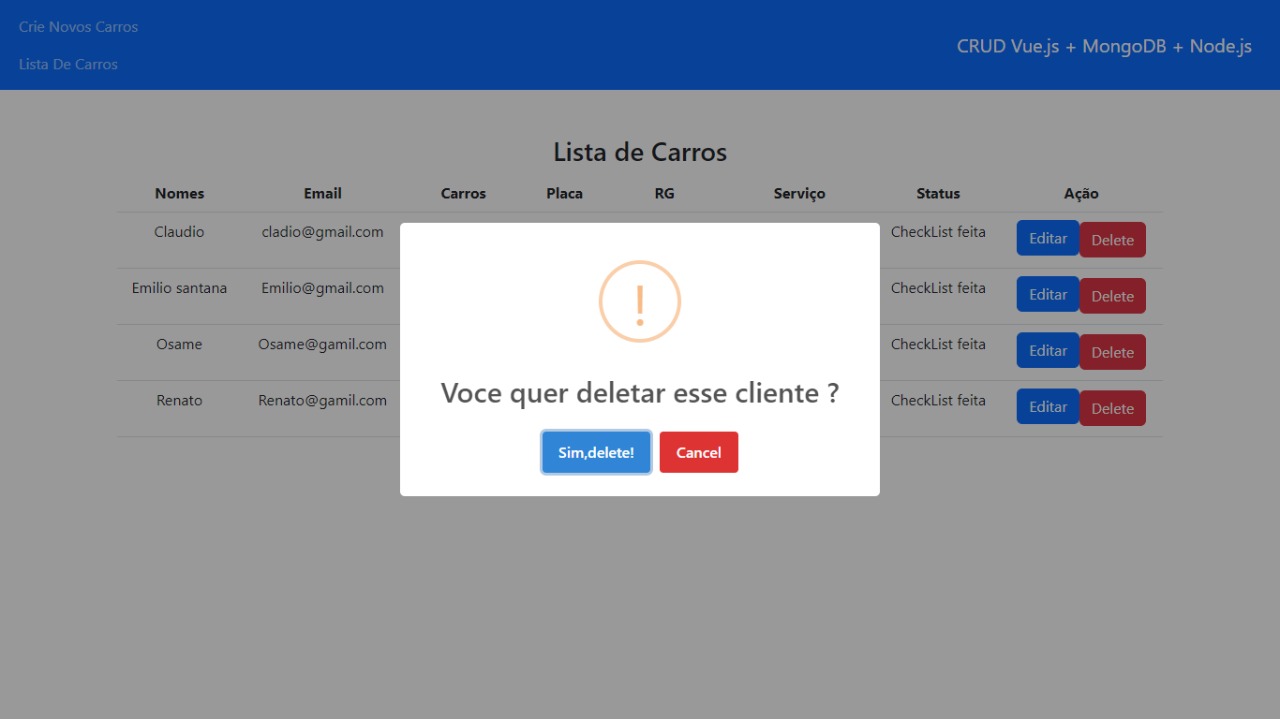 Crie Novos Carros
Lista De Carros
CRUD Vue.js + MongoDB + Node.js
Lista de Carros
Nomes Email Carros Placa RG Serviço Status Ação
Claudio cladio@gmail.com CheckList feita Editar Delete
Emilio santana Emilio@gmail.com CheckList feita Editar Delete
Osame Osame@gamil.com CheckList feita Editar Delete
Renato Renato@gamil.com CheckList feita Editar Delete
!
Voce quer deletar esse cliente ?
Sim,delete! Cancel